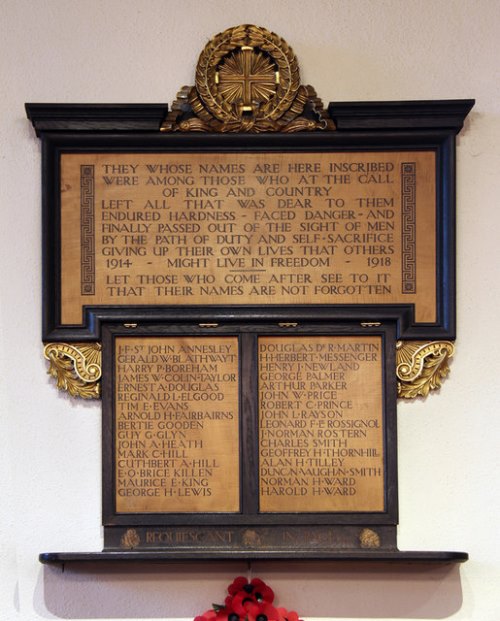 THEY WHOSE NAMES ARE HERE INSCRIBED
WERE AMONG THOSE WHO AT THE CALL
OF KING AND COUNTRY
LEFT ALL THAT WAS DEAR TO THEM
ENDURED HARDNESS - FACED DANGER - AND
FINALLY PASSED OUT OF THE SIGHT OF MEN
BY THE PATH OF DUTY AND SELF-SACRIFICE
GIVING UP THEIR OWN LIVES THAT OTHERS
1914 - MIGHT LIVE IN FREEDOM - 1918
LET THOSE WHO COME AFTER SEE TO IT
THAT THEIR NAMES ARE NOT FORGOTTEN
J·F·ST JOHN ANNESLEY
GERALD W·BLATHWAYT
HARRY P·BOREHAM
JAMES W·COLIN-TAYLOR
ERNEST A·DOUGLAS
REGINALD L·ELGOOD
TIM E·EVANS
ARNOLD H·FAIRBAIRNS
BERTIE GOODEN
GUY G·GLYN
JOHN A·HEATH
MARK C·HILL
CUTHBERT A·HILL
E·O·BRICE KILLEN
MAURICE E·KING
GEORGE H·LEWIS
DOUGLAS DE R·MARTIN
H·HERBERT·MESSENGER
HENRY J·NEWLAND
GEORGE PALMER
ARTHUR PARKER
JOHN W·PRICE
ROBERT C·PRINCE
JOHN L·RAYSON
LEONARD F·E·ROSSIGNOL
J·NORMAN ROSTERN
CHARLES SMITH
GEOFFREY H·THORNHILL
ALAN H·TILLEY
DUNCAN VAUGHAN·SMITH
NORMAN H·WARD
HAROLD H·WARD
REQUIESCANT IN PACE